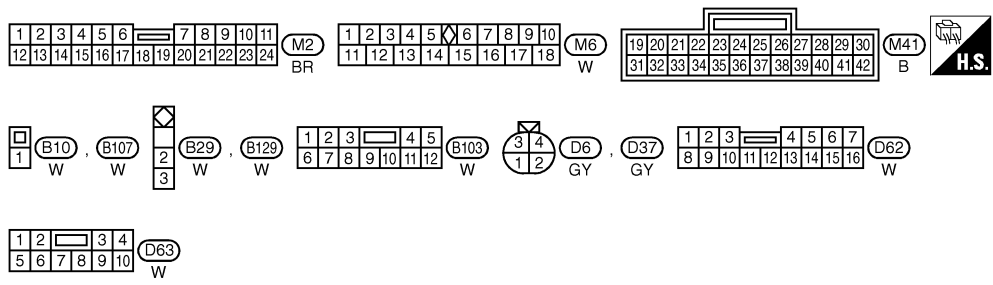 1 2 3 4 5 6 7 8 9 10 11
12 13 14 15 16 17 18 19 20 21 22 23 24
M2
BR
1 2 3 4 5 6 7 8 9 10
11 12 13 14 15 16 17 18
M6
W
19 20 21 22 23 24 25 26 27 28 29 30
31 32 33 34 35 36 37 38 39 40 41 42
M41
B
H.S.
1
B10 , B107
W W
2
3
B29 , B129
W W
1 2 3 4 5
6 7 8 9 10 11 12
B103
W
3 4
1 2
D6 , D37
GY GY
1 2 3 4 5 6 7
8 9 10 11 12 13 14 15 16
D62
W
1 2 3 4
5 6 7 8 9 10
D63
W